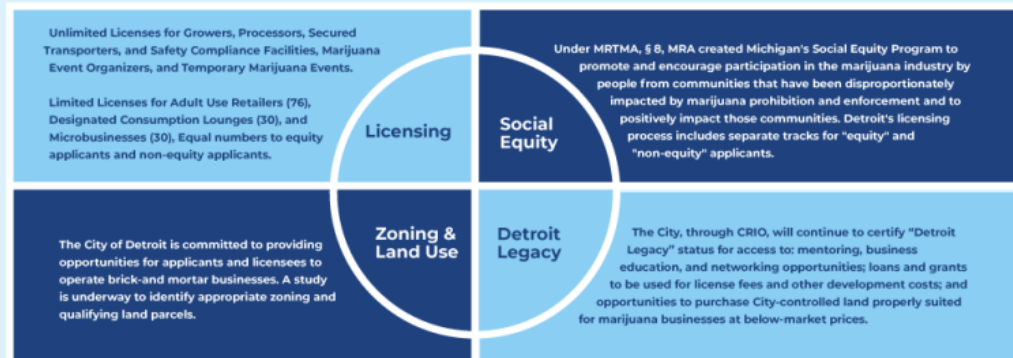 Unlimited Licenses for Growers, Processors, Secured
Transporters, and Safety Compliance Facilities, Marijuana
Event Organizers, and Temporary Marijuana Events.
Limited Licenses for Adult Use Retailers (76),
Designated Consumption Lounges (30), and
Microbusinesses (30), Equal numbers to equity
applicants and non-equity applicants.
Licensing
Social
Equity
Under MRTMA, § 8, MRA created Michigan's Social Equity Program to
promote and encourage participation in the marijuana industry by
people from communities that have been disproportionately
impacted by marijuana prohibition and enforcement and to
positively impact those communities. Detroit's licensing
process includes separate tracks for "equity" and
"non-equity" applicants.
The City of Detroit is committed to providing
opportunities for applicants and licensees to
operate brick-and mortar businesses. A study
is underway to identify appropriate zoning and
qualifying land parcels.
Zoning &
Land Use
Detroit
Legacy
The City, through CRIO, will continue to certify “Detroit
Legacy” status for access to: mentoring, business
education, and networking opportunities; loans and grants
to be used for license fees and other development costs; and
opportunities to purchase City-controlled land properly suited
for marijuana businesses at below-market prices.